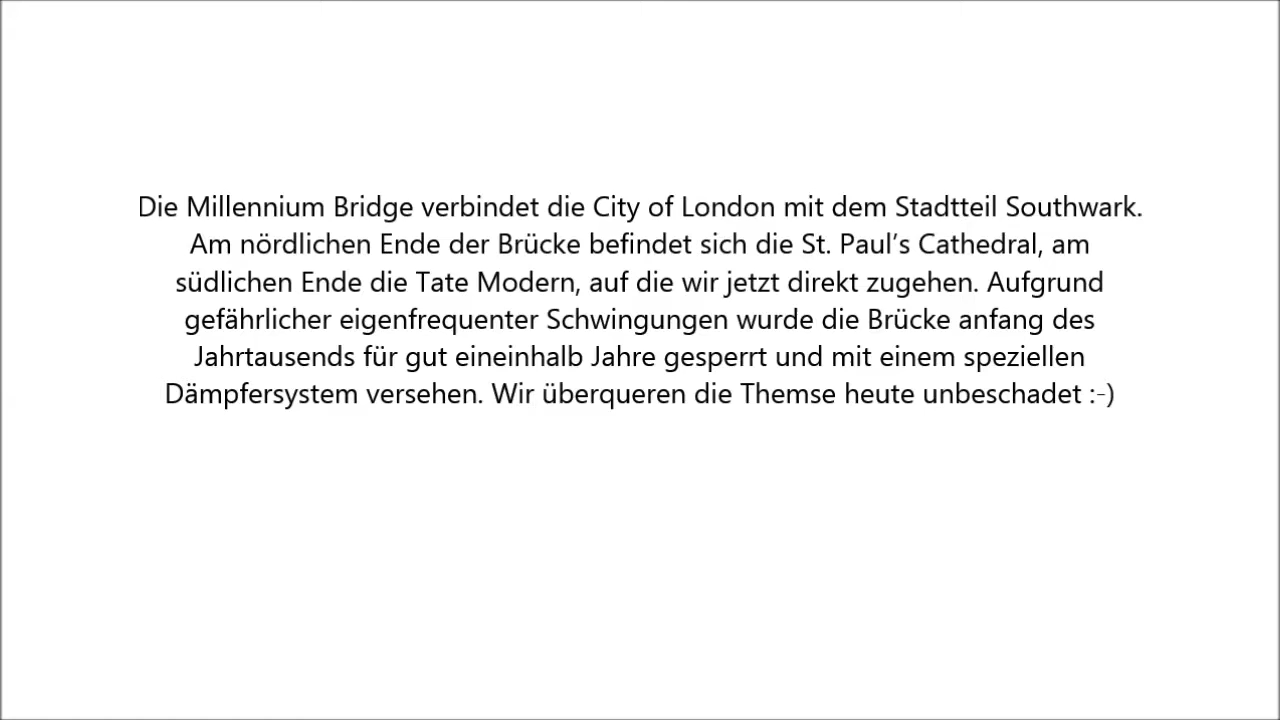 Die Millennium Bridge verbindet die City of London mit dem Stadtteil Southwark.
Am nördlichen Ende der Brücke befindet sich die St. Paul’s Cathedral, am
südlichen Ende die Tate Modern, auf die wir jetzt direkt zugehen. Aufgrund
gefährlicher eigenfrequenter Schwingungen wurde die Brücke anfang des
Jahrtausends für gut eineinhalb Jahre gesperrt und mit einem speziellen
Dämpfersystem versehen. Wir überqueren die Themse heute unbeschadet :-)